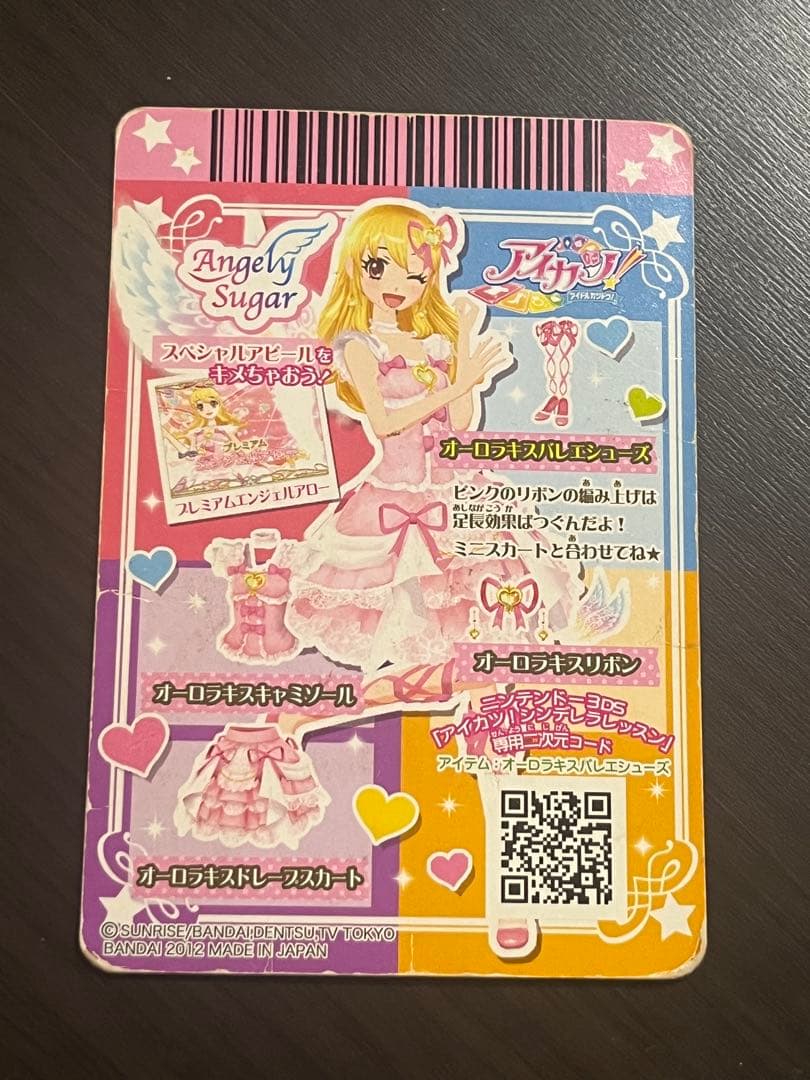 Angely
Sugar
アイカツ!
アイドルカツドウ!
スペシャルアピールを
キメちゃおう!
プレミアム
プレミアムエンジェルアロー
オーロラキスバレエシューズ
ピンクのリボンの編み上げは
足長効果ばつぐんだよ!
ミニスカートと合わせてね★
オーロラキスキャミソール
オーロラキスリボン
ニンテンドー3DS
「アイカツ!シンデレラレッスン」
専用二次元コード
アイテム:オーロラキスバレエシューズ
オーロラキスドレープスカート
©SUNRISE/BANDAI,DENTSU,TV TOKYO
BANDAI 2012 MADE IN JAPAN